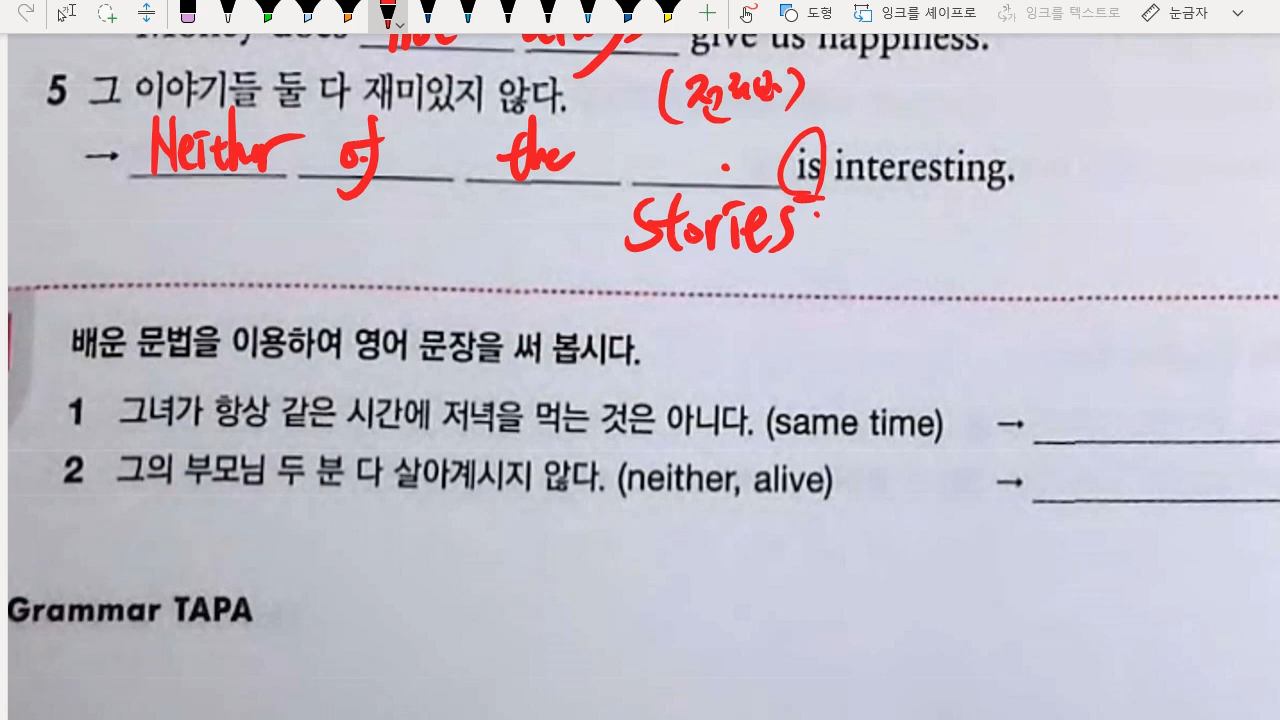 도형 잉크를 셰이프로 잉크를 텍스트로 눈금자
Money does not always give us happiness.
5 그 이야기들 둘 다 재미있지 않다. (전체부)
→ Neither of the is interesting.
stories
배운 문법을 이용하여 영어 문장을 써 봅시다.
1 그녀가 항상 같은 시간에 저녁을 먹는 것은 아니다. (same time) →
2 그의 부모님 두 분 다 살아계시지 않다. (neither, alive) →
Grammar TAPA